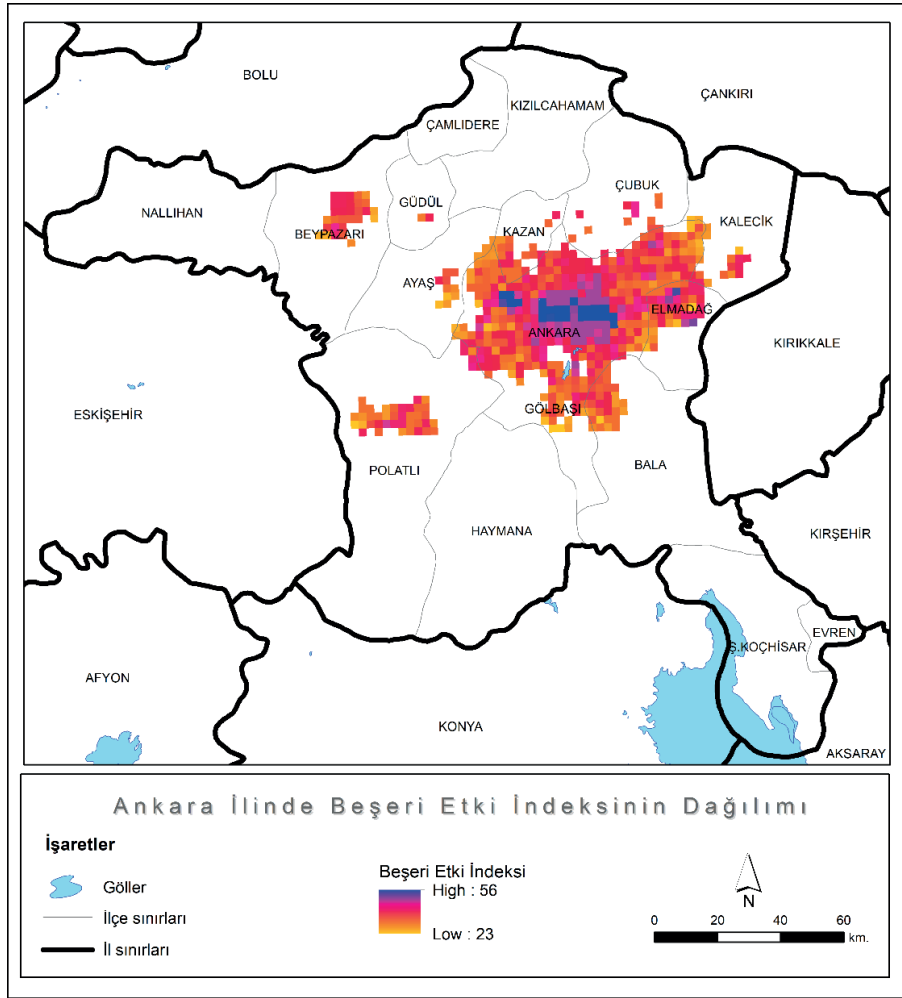 BOLU
ÇANKIRI
KIZILCAHAMAM
ÇAMLIDERE
NALLIHAN
GÜDÜL
ÇUBUK
KALECİK
BEYPAZARI
KAZAN
AYAŞ
ELMADAĞ
ANKARA
KIRIKKALE
ESKİŞEHİR
GÖLBAŞI
POLATLI
BALA
HAYMANA
KIRŞEHİR
EVREN
Ş.KOÇHİSAR
AFYON
KONYA
AKSARAY
Ankara İlinde Beşeri Etki İndeksinin Dağılımı
İşaretler
Göller
İlçe sınırları
İl sınırları
Beşeri Etki İndeksi
High : 56
Low : 23
N
0 20 40 60
km.